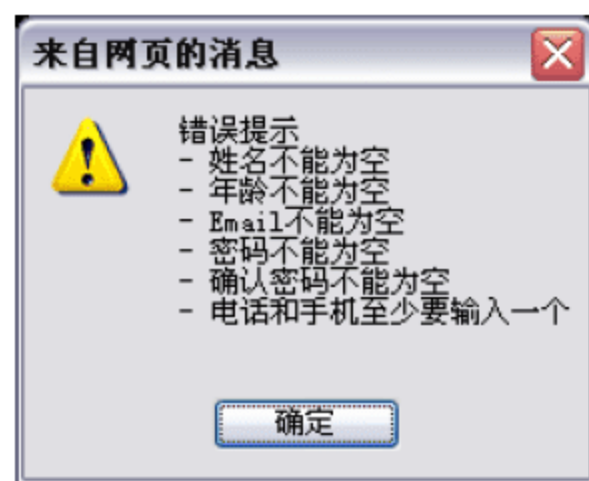 来自网页的消息
错误提示
- 姓名不能为空
- 年龄不能为空
- Email不能为空
- 密码不能为空
- 确认密码不能为空
- 电话和手机至少要输入一个
确定